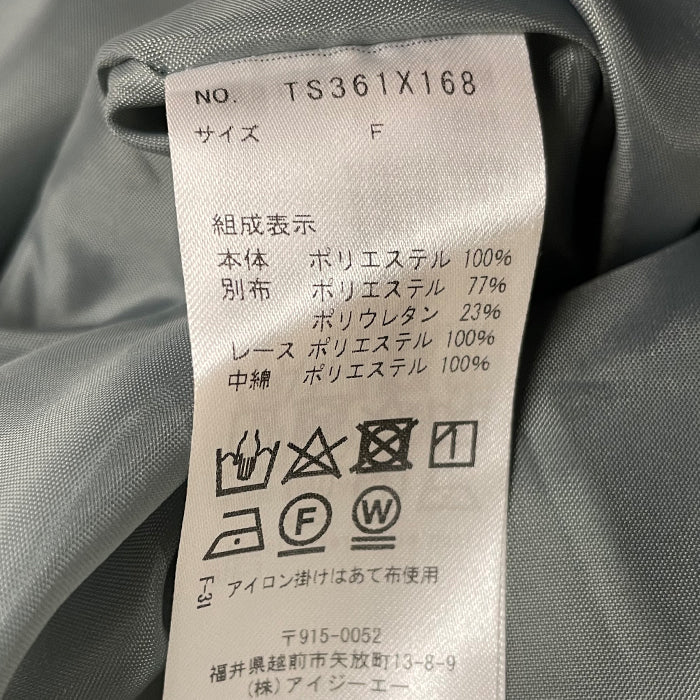 NO. TS361X168
サイズ F
組成表示
本体 ポリエステル 100%
別布 ポリエステル 77%
ポリウレタン 23%
レース ポリエステル 100%
中綿 ポリエステル 100%
F W
アイロン掛けはあて布使用
F-31
〒915-0052
福井県越前市矢放町13-8-9
(株)アイジーエー